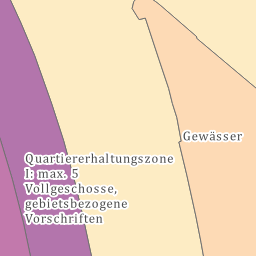 Gewässer
Quartiererhaltungszone
I: max. 5
Vollgeschosse,
gebietsbezogene
Vorschriften